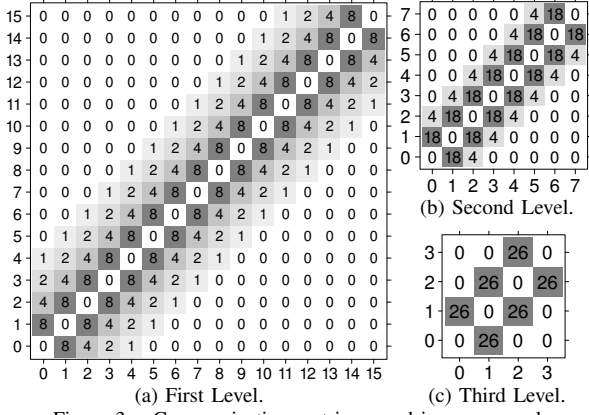 15 0 0 0 0 0 0 0 0 0 0 0 1 2 4 8 0
14 0 0 0 0 0 0 0 0 0 0 1 2 4 8 0 8
13 0 0 0 0 0 0 0 0 0 1 2 4 8 0 8 4
12 0 0 0 0 0 0 0 0 1 2 4 8 0 8 4 2
11 0 0 0 0 0 0 0 1 2 4 8 0 8 4 2 1
10 0 0 0 0 0 0 1 2 4 8 0 8 4 2 1 0
9 0 0 0 0 0 1 2 4 8 0 8 4 2 1 0 0
8 0 0 0 0 1 2 4 8 0 8 4 2 1 0 0 0
7 0 0 0 1 2 4 8 0 8 4 2 1 0 0 0 0
6 0 0 1 2 4 8 0 8 4 2 1 0 0 0 0 0
5 0 1 2 4 8 0 8 4 2 1 0 0 0 0 0 0
4 1 2 4 8 0 8 4 2 1 0 0 0 0 0 0 0
3 2 4 8 0 8 4 2 1 0 0 0 0 0 0 0 0
2 4 8 0 8 4 2 1 0 0 0 0 0 0 0 0 0
1 8 0 8 4 2 1 0 0 0 0 0 0 0 0 0 0
0 0 8 4 2 1 0 0 0 0 0 0 0 0 0 0 0
0 1 2 3 4 5 6 7 8 9 10 11 12 13 14 15
(a) First Level.
7 0 0 0 0 0 4 18 0
6 0 0 0 0 4 18 0 18
5 0 0 0 4 18 0 18 4
4 0 0 4 18 0 18 4 0
3 0 4 18 0 18 4 0 0
2 4 18 0 18 4 0 0 0
1 18 0 18 4 0 0 0 0
0 0 18 4 0 0 0 0 0
0 1 2 3 4 5 6 7
(b) Second Level.
3 0 0 26 0
2 0 26 0 26
1 26 0 26 0
0 0 26 0 0
0 1 2 3
(c) Third Level.
Figure 3. Communication matrices